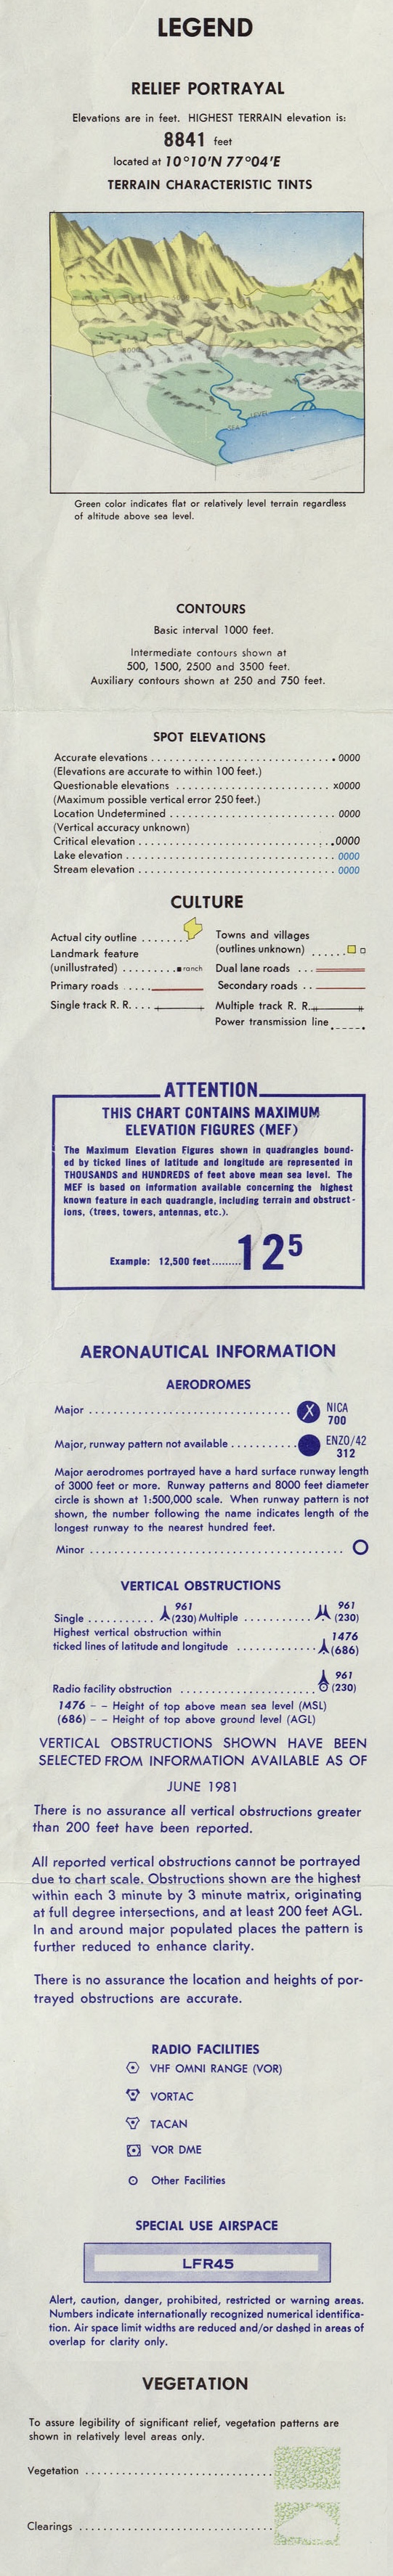 LEGEND
RELIEF PORTRAYAL
Elevations are in feet. HIGHEST TERRAIN elevation is:
8841 feet
located at 10°10'N 77°04'E
TERRAIN CHARACTERISTIC TINTS
5000
1000
LEVEL
SEA
Green color indicates flat or relatively level terrain regardless
of altitude above sea level.
CONTOURS
Basic interval 1000 feet.
Intermediate contours shown at
500, 1500, 2500 and 3500 feet.
Auxiliary contours shown at 250 and 750 feet.
SPOT ELEVATIONS
Accurate elevations . 0000
(Elevations are accurate to within 100 feet.)
Questionable elevations x0000
(Maximum possible vertical error 250 feet.)
Location Undetermined 0000
(Vertical accuracy unknown)
Critical elevation .0000
Lake elevation 0000
Stream elevation 0000
CULTURE
Actual city outline
Towns and villages
(outlines unknown)
Landmark feature
(unillustrated) ranch
Dual lane roads
Primary roads
Secondary roads
Single track R. R.
Multiple track R. R.
Power transmission line
ATTENTION
THIS CHART CONTAINS MAXIMUM
ELEVATION FIGURES (MEF)
The Maximum Elevation Figures shown in quadrangles bound-
ed by ticked lines of latitude and longitude are represented in
THOUSANDS and HUNDREDS of feet above mean sea level. The
MEF is based on information available concerning the highest
known feature in each quadrangle, including terrain and obstruct-
ions, (trees, towers, antennas, etc.).
Example: 12,500 feet 12⁵
AERONAUTICAL INFORMATION
AERODROMES
Major NICA
700
Major, runway pattern not available ENZO/42
312
Major aerodromes portrayed have a hard surface runway length
of 3000 feet or more. Runway patterns and 8000 feet diameter
circle is shown at 1:500,000 scale. When runway pattern is not
shown, the number following the name indicates length of the
longest runway to the nearest hundred feet.
Minor
VERTICAL OBSTRUCTIONS
Single 961 (230) Multiple 961 (230)
Highest vertical obstruction within
ticked lines of latitude and longitude 1476 (686)
Radio facility obstruction 961 (230)
1476 – – Height of top above mean sea level (MSL)
(686) – – Height of top above ground level (AGL)
VERTICAL OBSTRUCTIONS SHOWN HAVE BEEN
SELECTED FROM INFORMATION AVAILABLE AS OF
JUNE 1981
There is no assurance all vertical obstructions greater
than 200 feet have been reported.
All reported vertical obstructions cannot be portrayed
due to chart scale. Obstructions shown are the highest
within each 3 minute by 3 minute matrix, originating
at full degree intersections, and at least 200 feet AGL.
In and around major populated places the pattern is
further reduced to enhance clarity.
There is no assurance the location and heights of por-
trayed obstructions are accurate.
RADIO FACILITIES
VHF OMNI RANGE (VOR)
VORTAC
TACAN
VOR DME
Other Facilities
SPECIAL USE AIRSPACE
LFR45
Alert, caution, danger, prohibited, restricted or warning areas.
Numbers indicate internationally recognized numerical identifica-
tion. Air space limit widths are reduced and/or dashed in areas of
overlap for clarity only.
VEGETATION
To assure legibility of significant relief, vegetation patterns are
shown in relatively level areas only.
Vegetation
Clearings